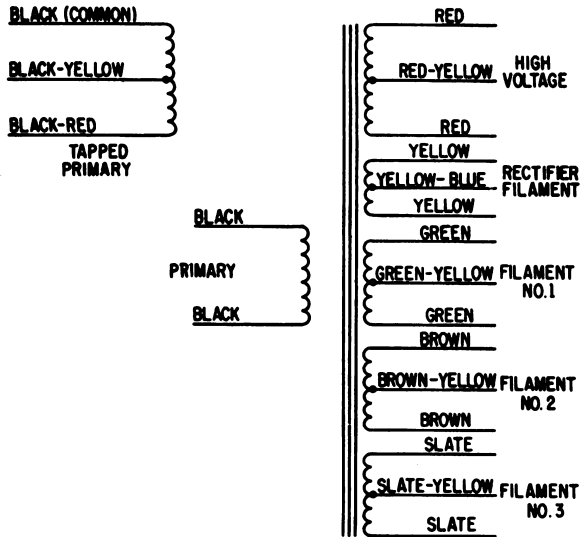 BLACK (COMMON)
BLACK-YELLOW
BLACK-RED
TAPPED
PRIMARY
BLACK
PRIMARY
BLACK
RED
RED-YELLOW
RED
HIGH
VOLTAGE
YELLOW
YELLOW-BLUE
YELLOW
RECTIFIER
FILAMENT
GREEN
GREEN-YELLOW
GREEN
FILAMENT
NO.1
BROWN
BROWN-YELLOW
BROWN
FILAMENT
NO.2
SLATE
SLATE-YELLOW
SLATE
FILAMENT
NO.3